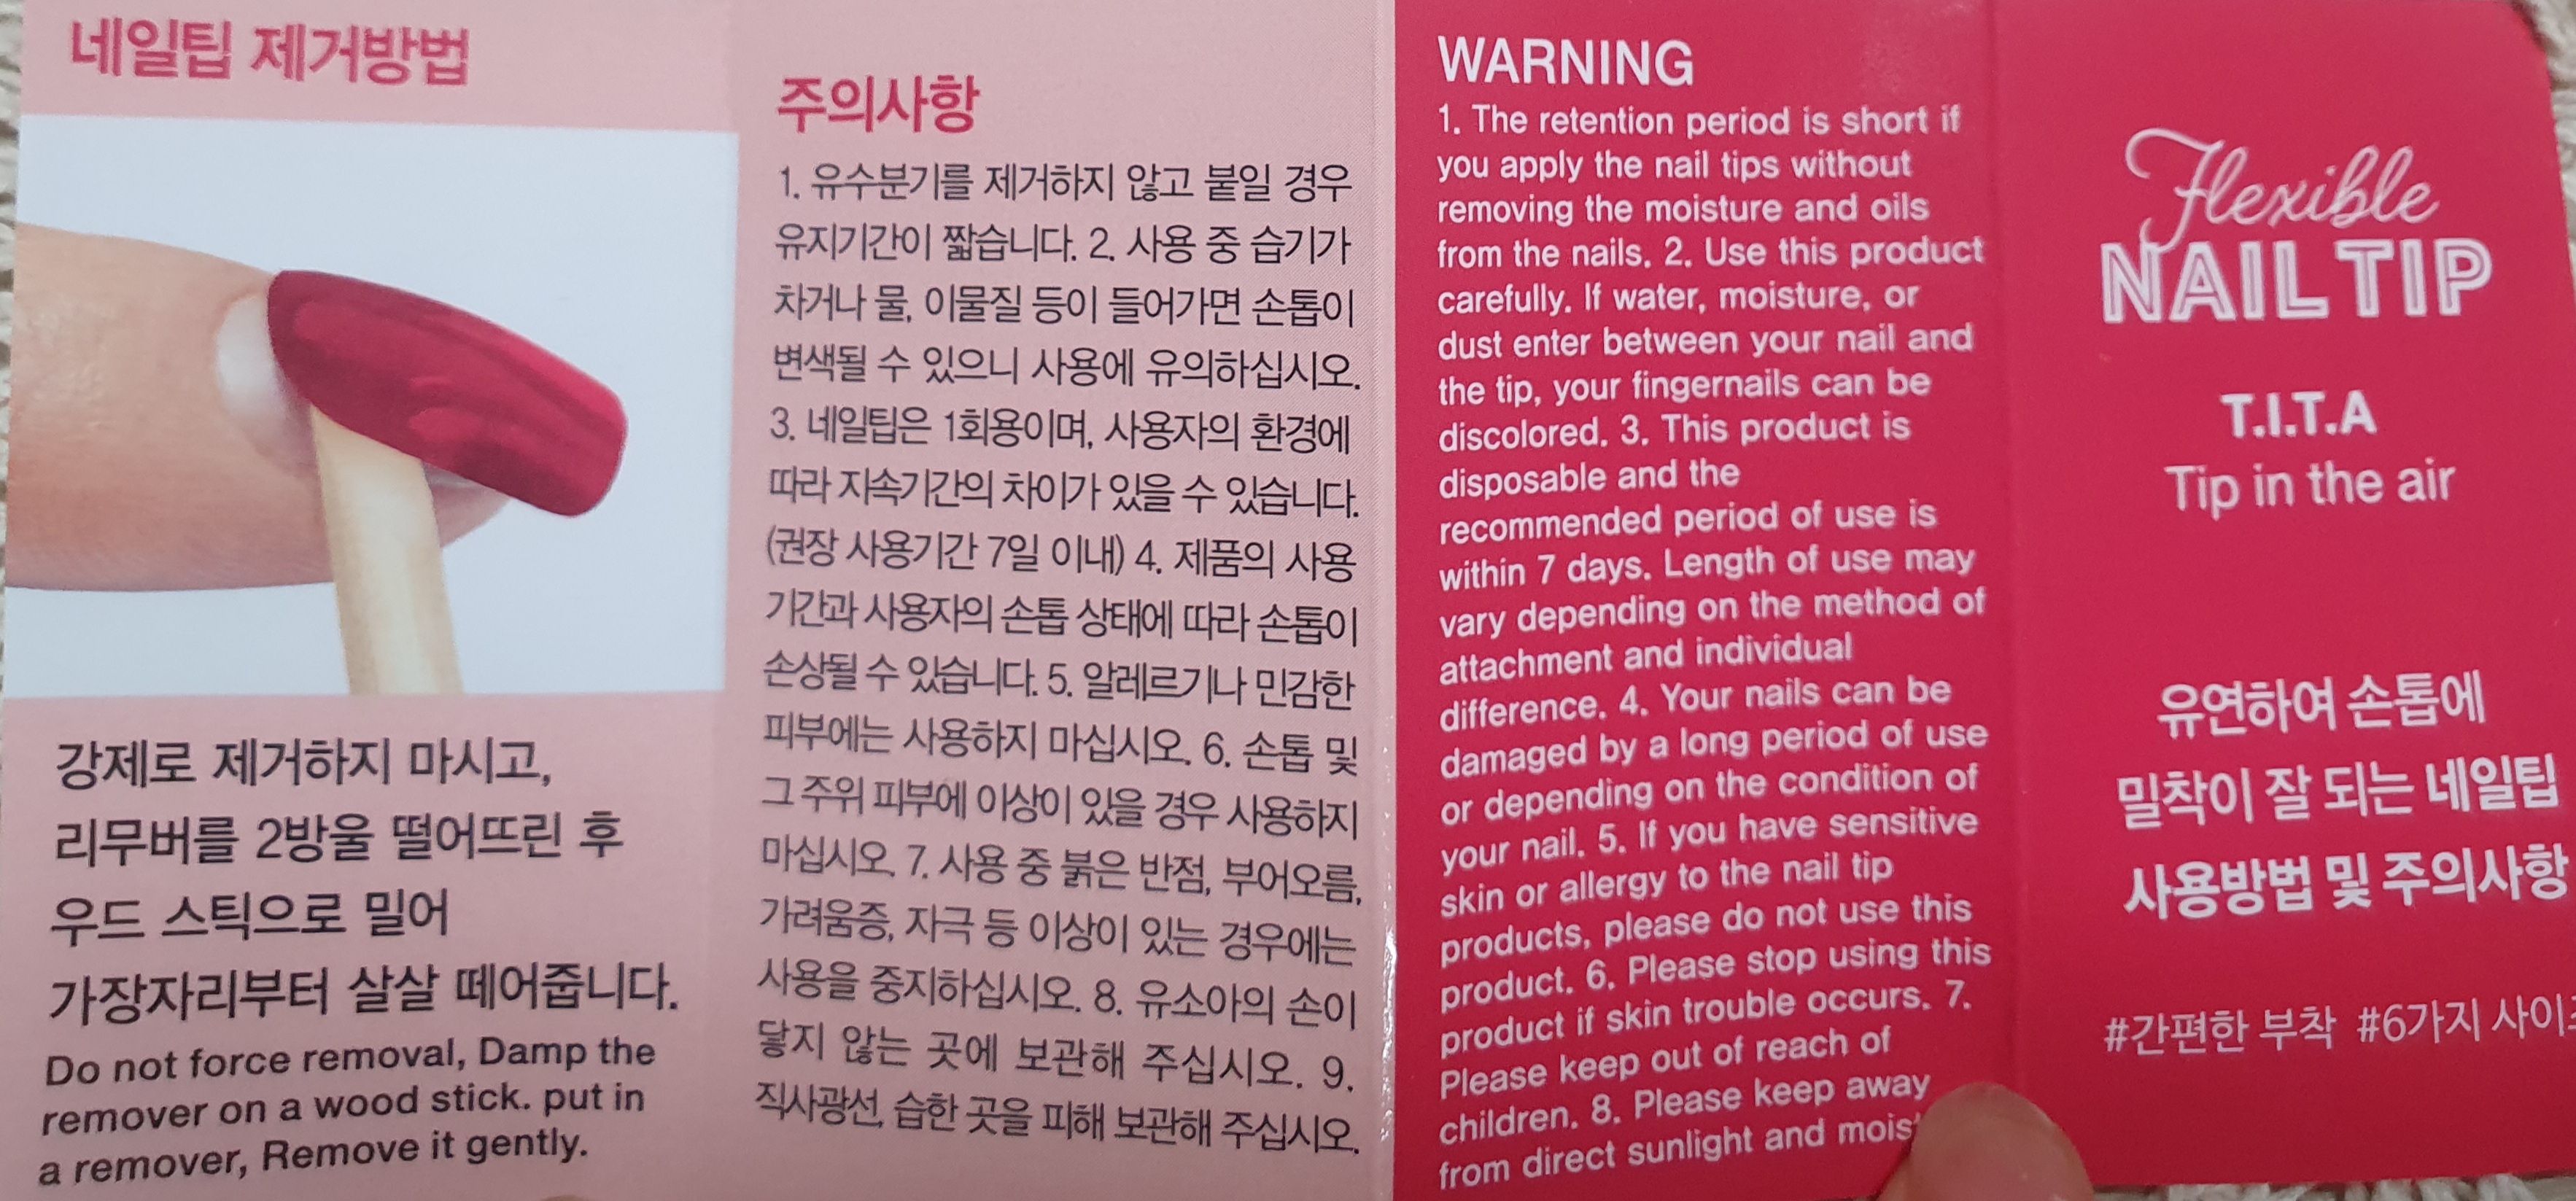 네일팁 제거방법
강제로 제거하지 마시고,
리무버를 2방울 떨어뜨린 후
우드 스틱으로 밀어
가장자리부터 살살 떼어줍니다.
Do not force removal, Damp the
remover on a wood stick. put in
a remover, Remove it gently.
주의사항
1. 유수분기를 제거하지 않고 붙일 경우
유지기간이 짧습니다. 2. 사용 중 습기가
차거나 물, 이물질 등이 들어가면 손톱이
변색될 수 있으니 사용에 유의하십시오.
3. 네일팁은 1회용이며, 사용자의 환경에
따라 지속기간의 차이가 있을 수 있습니다.
(권장 사용기간 7일 이내) 4. 제품의 사용
기간과 사용자의 손톱 상태에 따라 손톱이
손상될 수 있습니다. 5. 알레르기나 민감한
피부에는 사용하지 마십시오. 6. 손톱 및
그 주위 피부에 이상이 있을 경우 사용하지
마십시오. 7. 사용 중 붉은 반점, 부어오름,
가려움증, 자극 등 이상이 있는 경우에는
사용을 중지하십시오. 8. 유소아의 손이
닿지 않는 곳에 보관해 주십시오. 9.
직사광선, 습한 곳을 피해 보관해 주십시오.
WARNING
1. The retention period is short if
you apply the nail tips without
removing the moisture and oils
from the nails. 2. Use this product
carefully. If water, moisture, or
dust enter between your nail and
the tip, your fingernails can be
discolored. 3. This product is
disposable and the
recommended period of use is
within 7 days. Length of use may
vary depending on the method of
attachment and individual
difference. 4. Your nails can be
damaged by a long period of use
or depending on the condition of
your nail. 5. If you have sensitive
skin or allergy to the nail tip
products, please do not use this
product. 6. Please stop using this
product if skin trouble occurs. 7.
Please keep out of reach of
children. 8. Please keep away
from direct sunlight and
Flexible
NAIL TIP
T.I.T.A
Tip in the air
유연하여 손톱에
밀착이 잘 되는 네일팁
사용방법 및 주의사항
#간편한 부착 #6가지